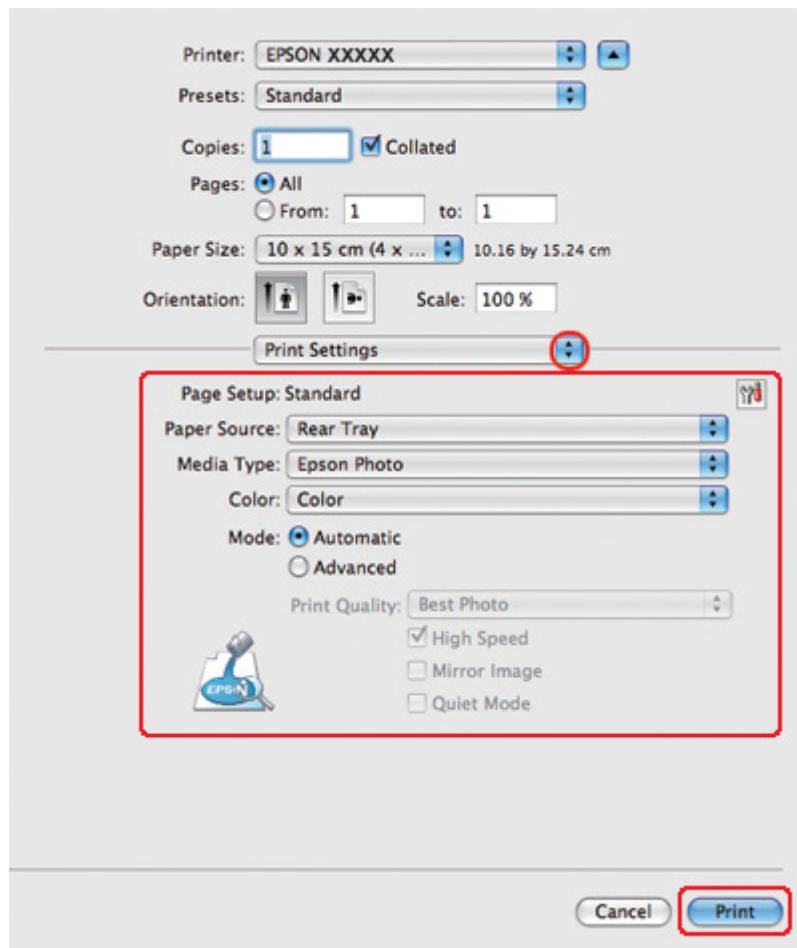 Printer: EPSON XXXXX
Presets: Standard
Copies: 1 Collated
Pages: All
From: 1 to: 1
Paper Size: 10 x 15 cm (4 x ... 10.16 by 15.24 cm
Orientation: Scale: 100 %
Print Settings
Page Setup: Standard
Paper Source: Rear Tray
Media Type: Epson Photo
Color: Color
Mode: Automatic
Advanced
Print Quality: Best Photo
High Speed
Mirror Image
EPSON Quiet Mode
Cancel Print